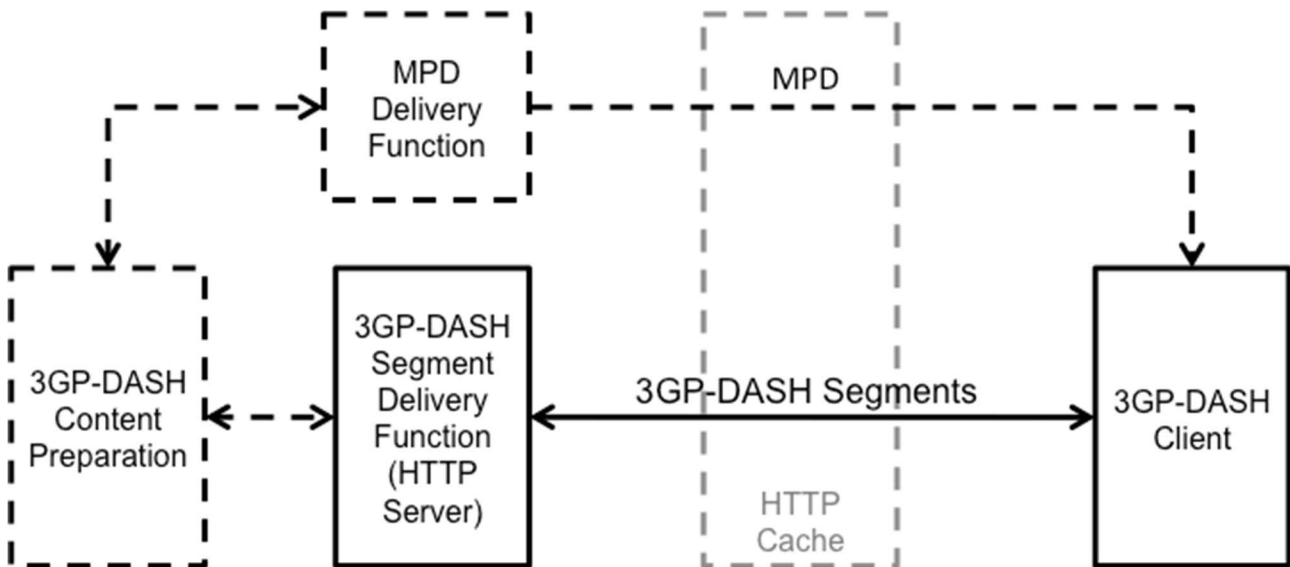 MPD
Delivery
Function
MPD
3GP-DASH
Content
Preparation
3GP-DASH
Segment
Delivery
Function
(HTTP
Server)
3GP-DASH Segments
HTTP
Cache
3GP-DASH
Client